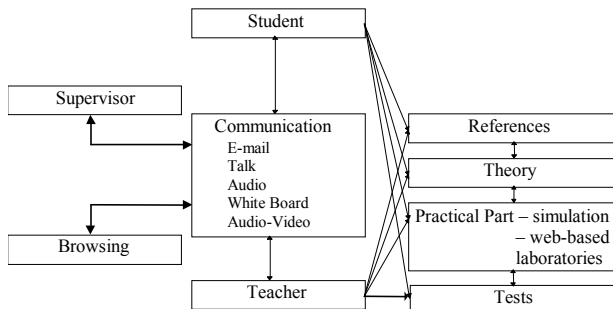 Student
Supervisor
Communication
E-mail
Talk
Audio
White Board
Audio-Video
Browsing
Teacher
References
Theory
Practical Part – simulation
– web-based
laboratories
Tests